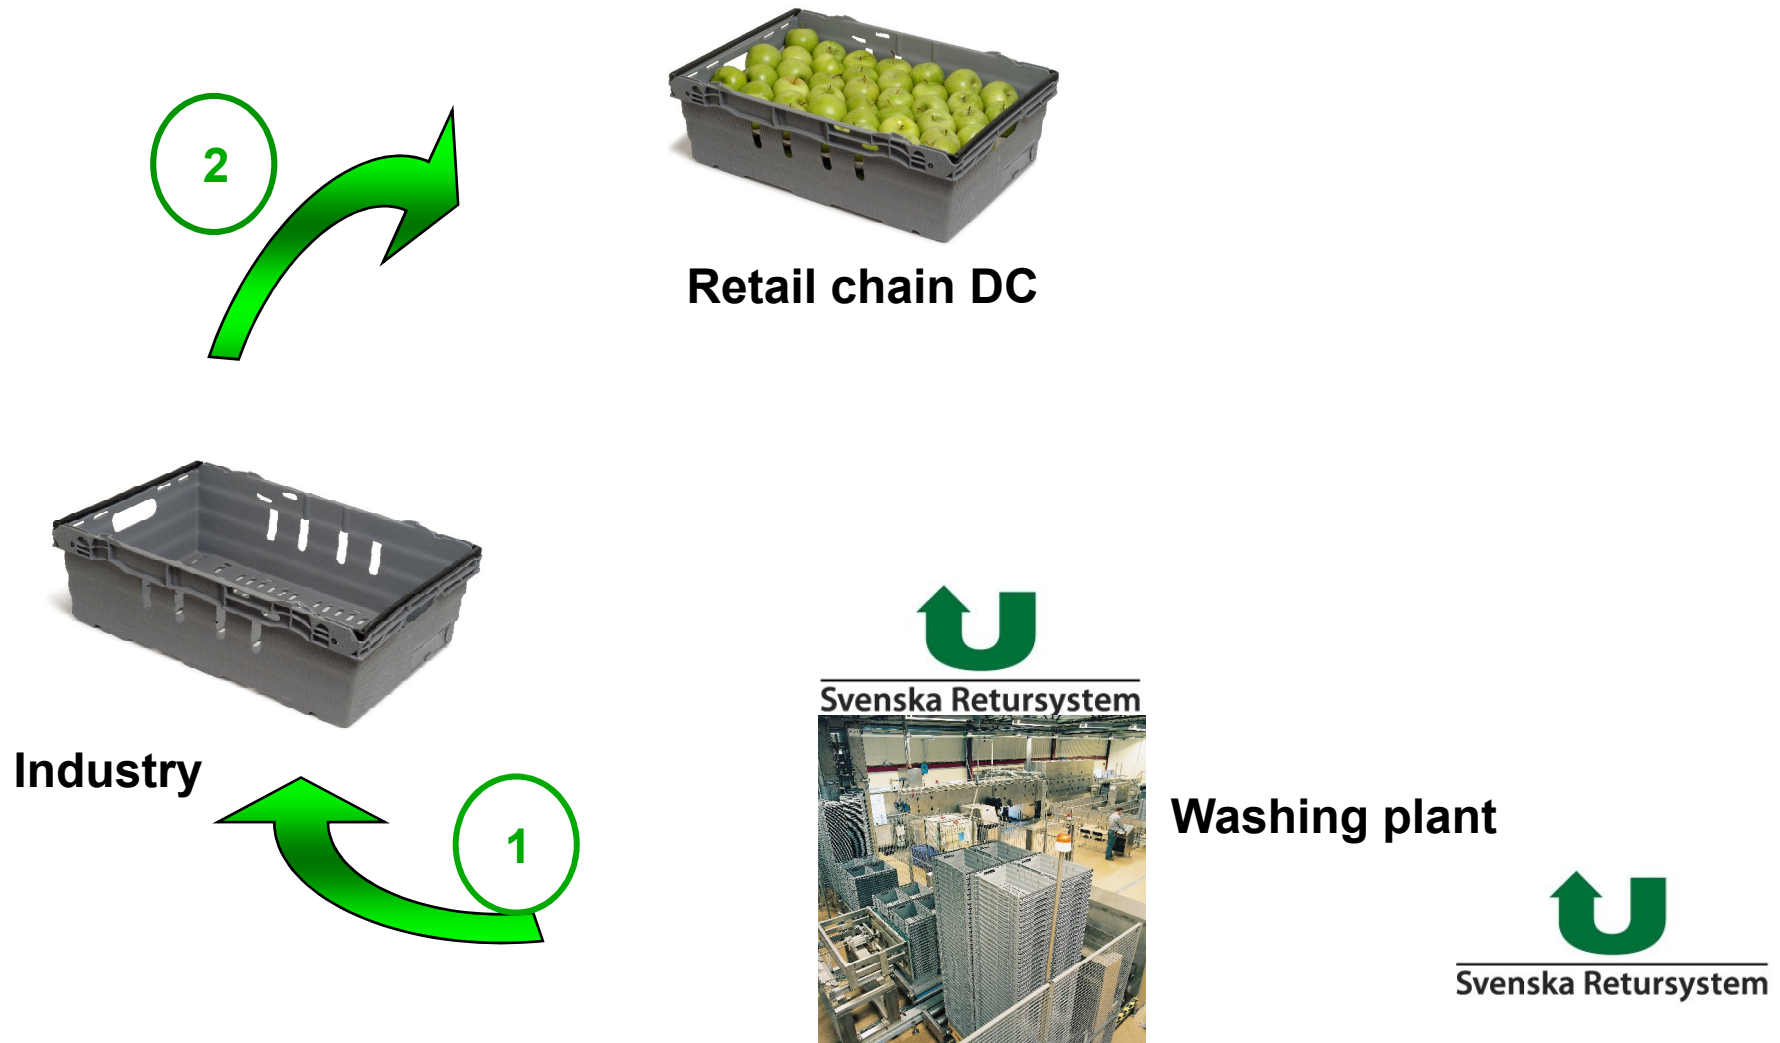 2
Retail chain DC
Svenska Retursystem
Industry
1
Washing plant
Svenska Retursystem